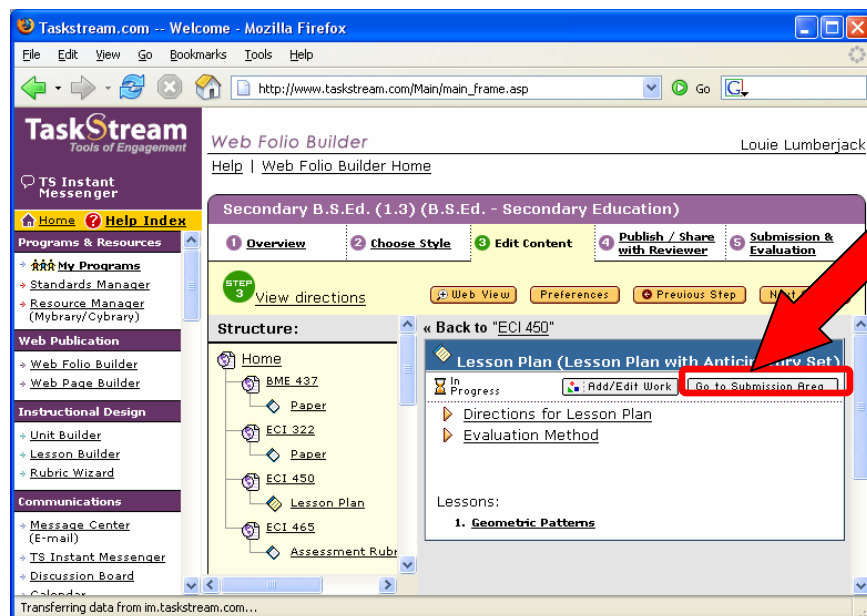 Taskstream.com -- Welcome - Mozilla Firefox
File Edit View Go Bookmarks Tools Help
http://www.taskstream.com/Main/main_frame.asp Go G
TaskStream
Tools of Engagement
TS Instant
Messenger
Home Help Index
Programs & Resources
My Programs
Standards Manager
Resource Manager
(Mybrary/Cybrary)
Web Publication
Web Folio Builder
Web Page Builder
Instructional Design
Unit Builder
Lesson Builder
Rubric Wizard
Communications
Message Center
(E-mail)
TS Instant Messenger
Discussion Board
Calendar
Web Folio Builder
Louie Lumberjack
Help | Web Folio Builder Home
Secondary B.S.Ed. (1.3) (B.S.Ed. - Secondary Education)
1 Overview
2 Choose Style
3 Edit Content
4 Publish / Share
with Reviewer
5 Submission &
Evaluation
STEP
3
View directions
Web View Preferences Previous Step
Structure:
Home
BME 437
Paper
ECI 322
Paper
ECI 450
Lesson Plan
ECI 465
Assessment Rubr
« Back to "ECI 450"
Lesson Plan (Lesson Plan with Set)
In
Progress
Add/Edit Work Go to Submission Area
Directions for Lesson Plan
Evaluation Method
Lessons:
1. Geometric Patterns
Transferring data from im.taskstream.com...